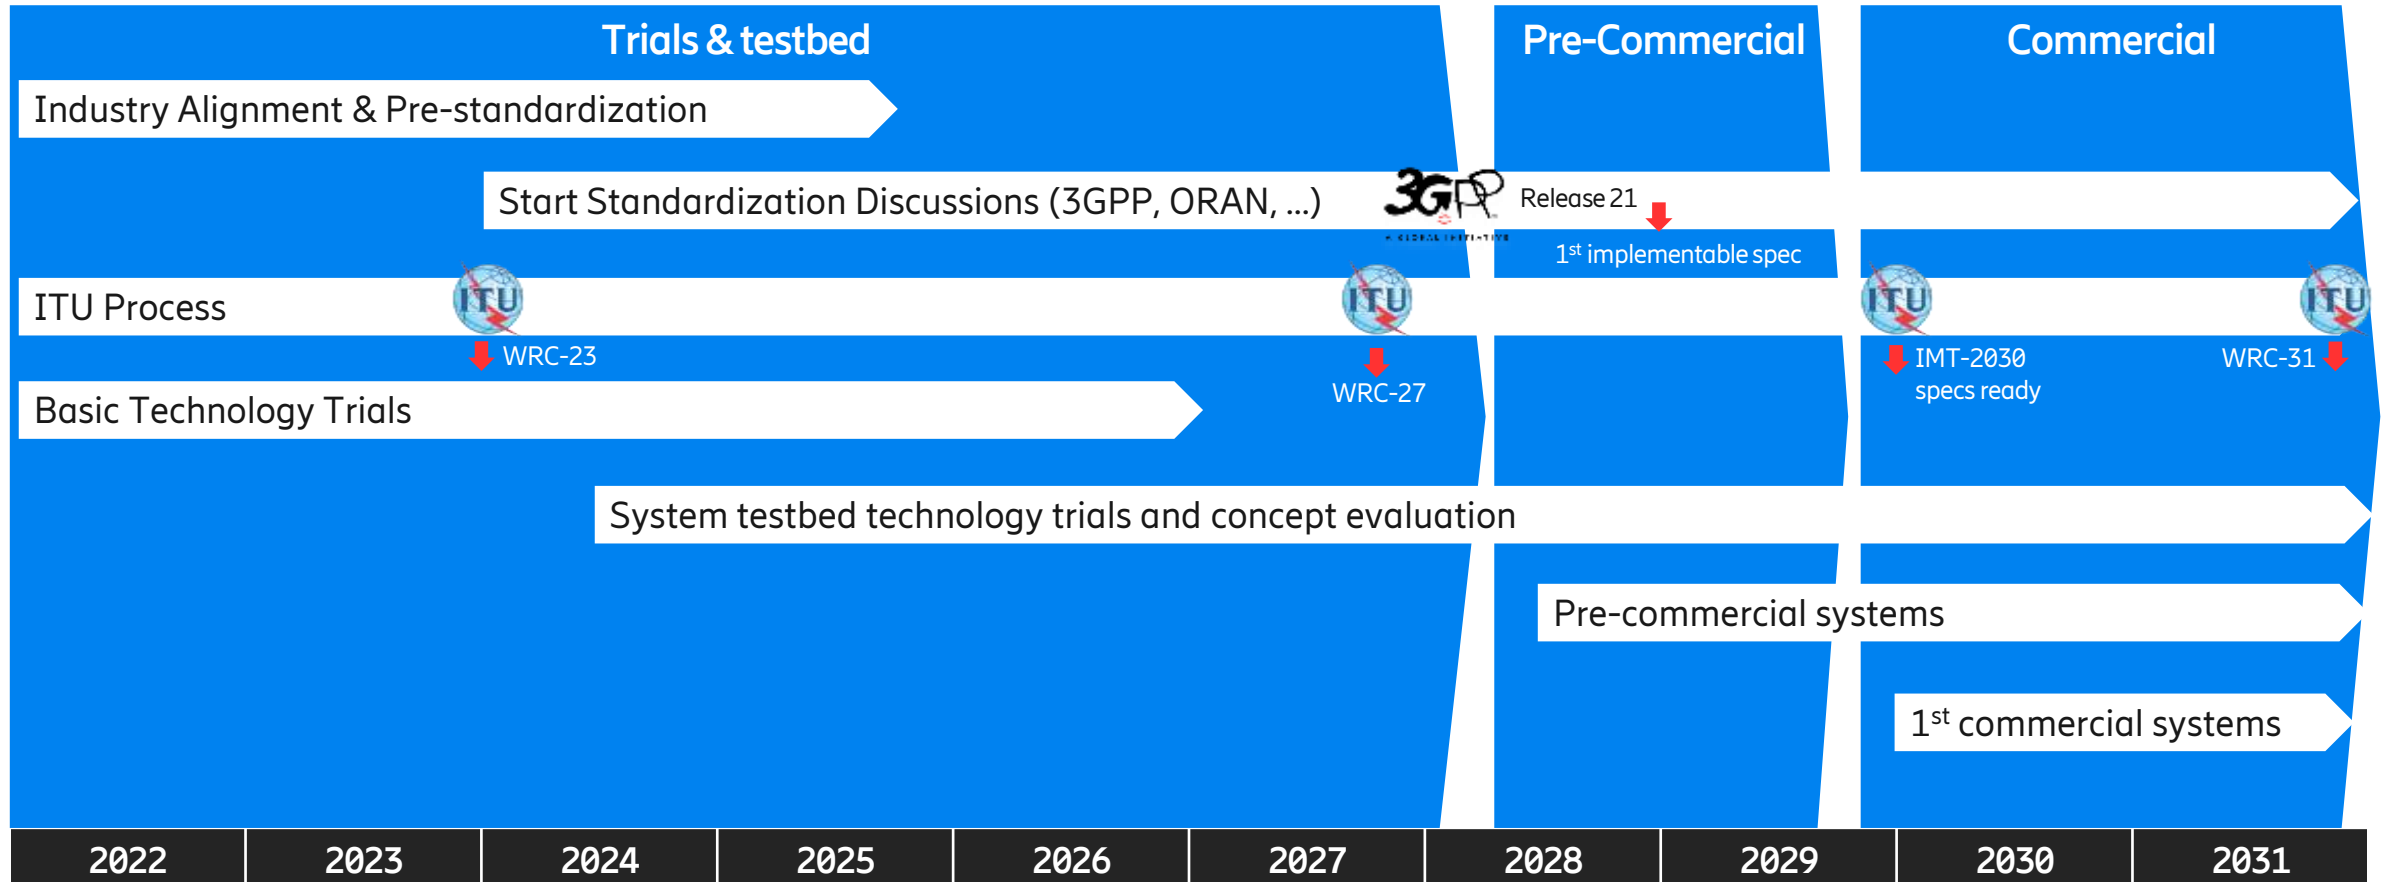 Trials & testbed
Pre-Commercial
Commercial
Industry Alignment & Pre-standardization
Start Standardization Discussions (3GPP, ORAN, ...)
3GPP
A GLOBAL INITIATIVE
Release 21
1st implementable spec
ITU Process
ITU
ITU
ITU
ITU
WRC-23
WRC-27
IMT-2030
specs ready
WRC-31
Basic Technology Trials
System testbed technology trials and concept evaluation
Pre-commercial systems
1st commercial systems
2022
2023
2024
2025
2026
2027
2028
2029
2030
2031